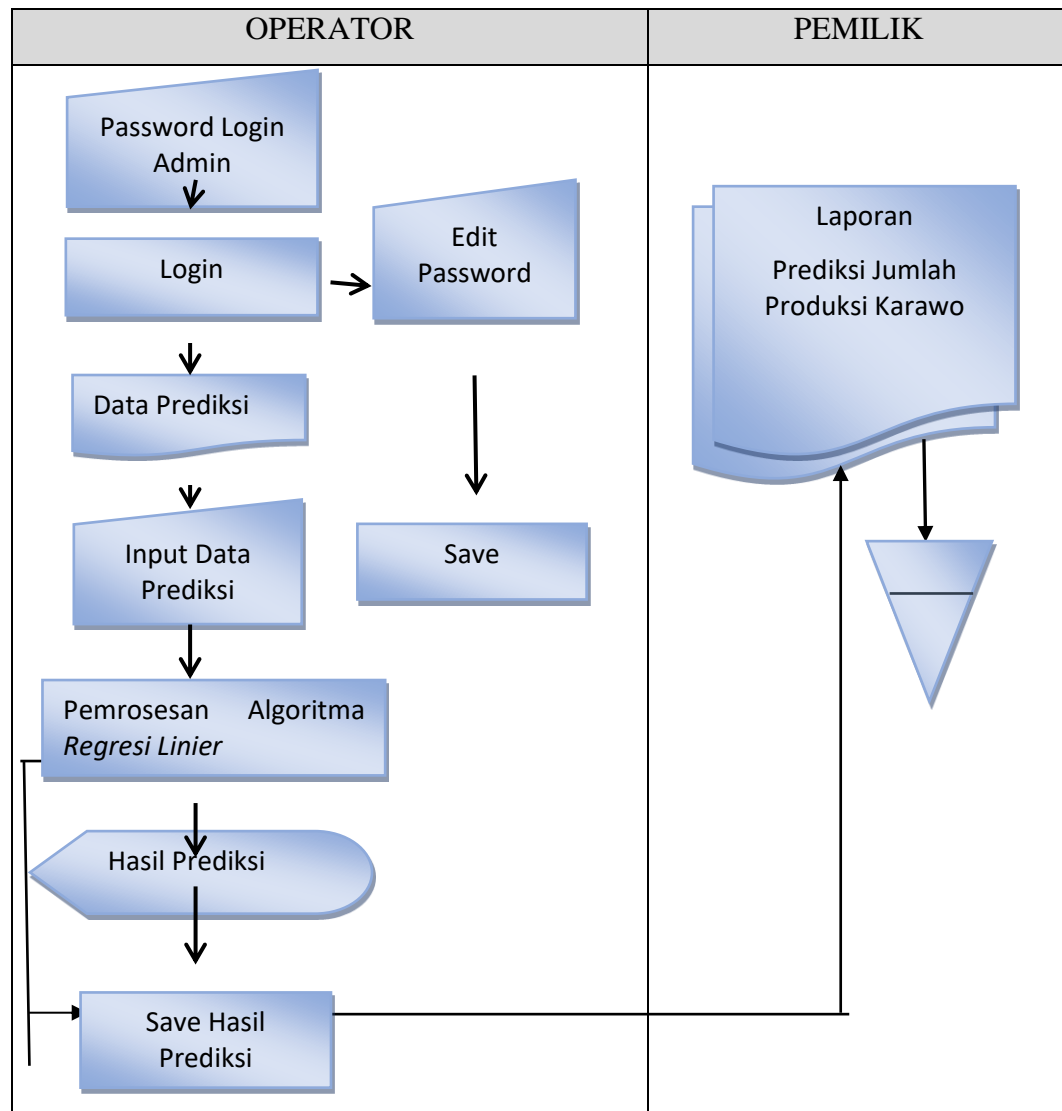 OPERATOR
PEMILIK
Password Login
Admin
Login
Edit
Password
Data Prediksi
Input Data
Prediksi
Save
Pemrosesan Algoritma
Regresi Linier
Hasil Prediksi
Save Hasil
Prediksi
Laporan
Prediksi Jumlah
Produksi Karawo